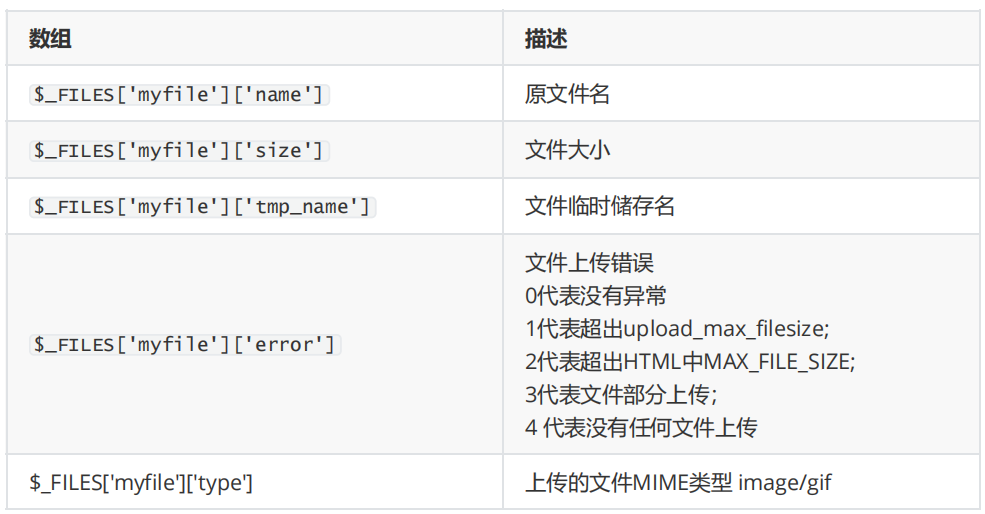 数组 描述
$_FILES['myfile']['name'] 原文件名
$_FILES['myfile']['size'] 文件大小
$_FILES['myfile']['tmp_name'] 文件临时储存名
$_FILES['myfile']['error'] 文件上传错误
0代表没有异常
1代表超出upload_max_filesize;
2代表超出HTML中MAX_FILE_SIZE;
3代表文件部分上传;
4 代表没有任何文件上传
$_FILES['myfile']['type'] 上传的文件MIME类型 image/gif